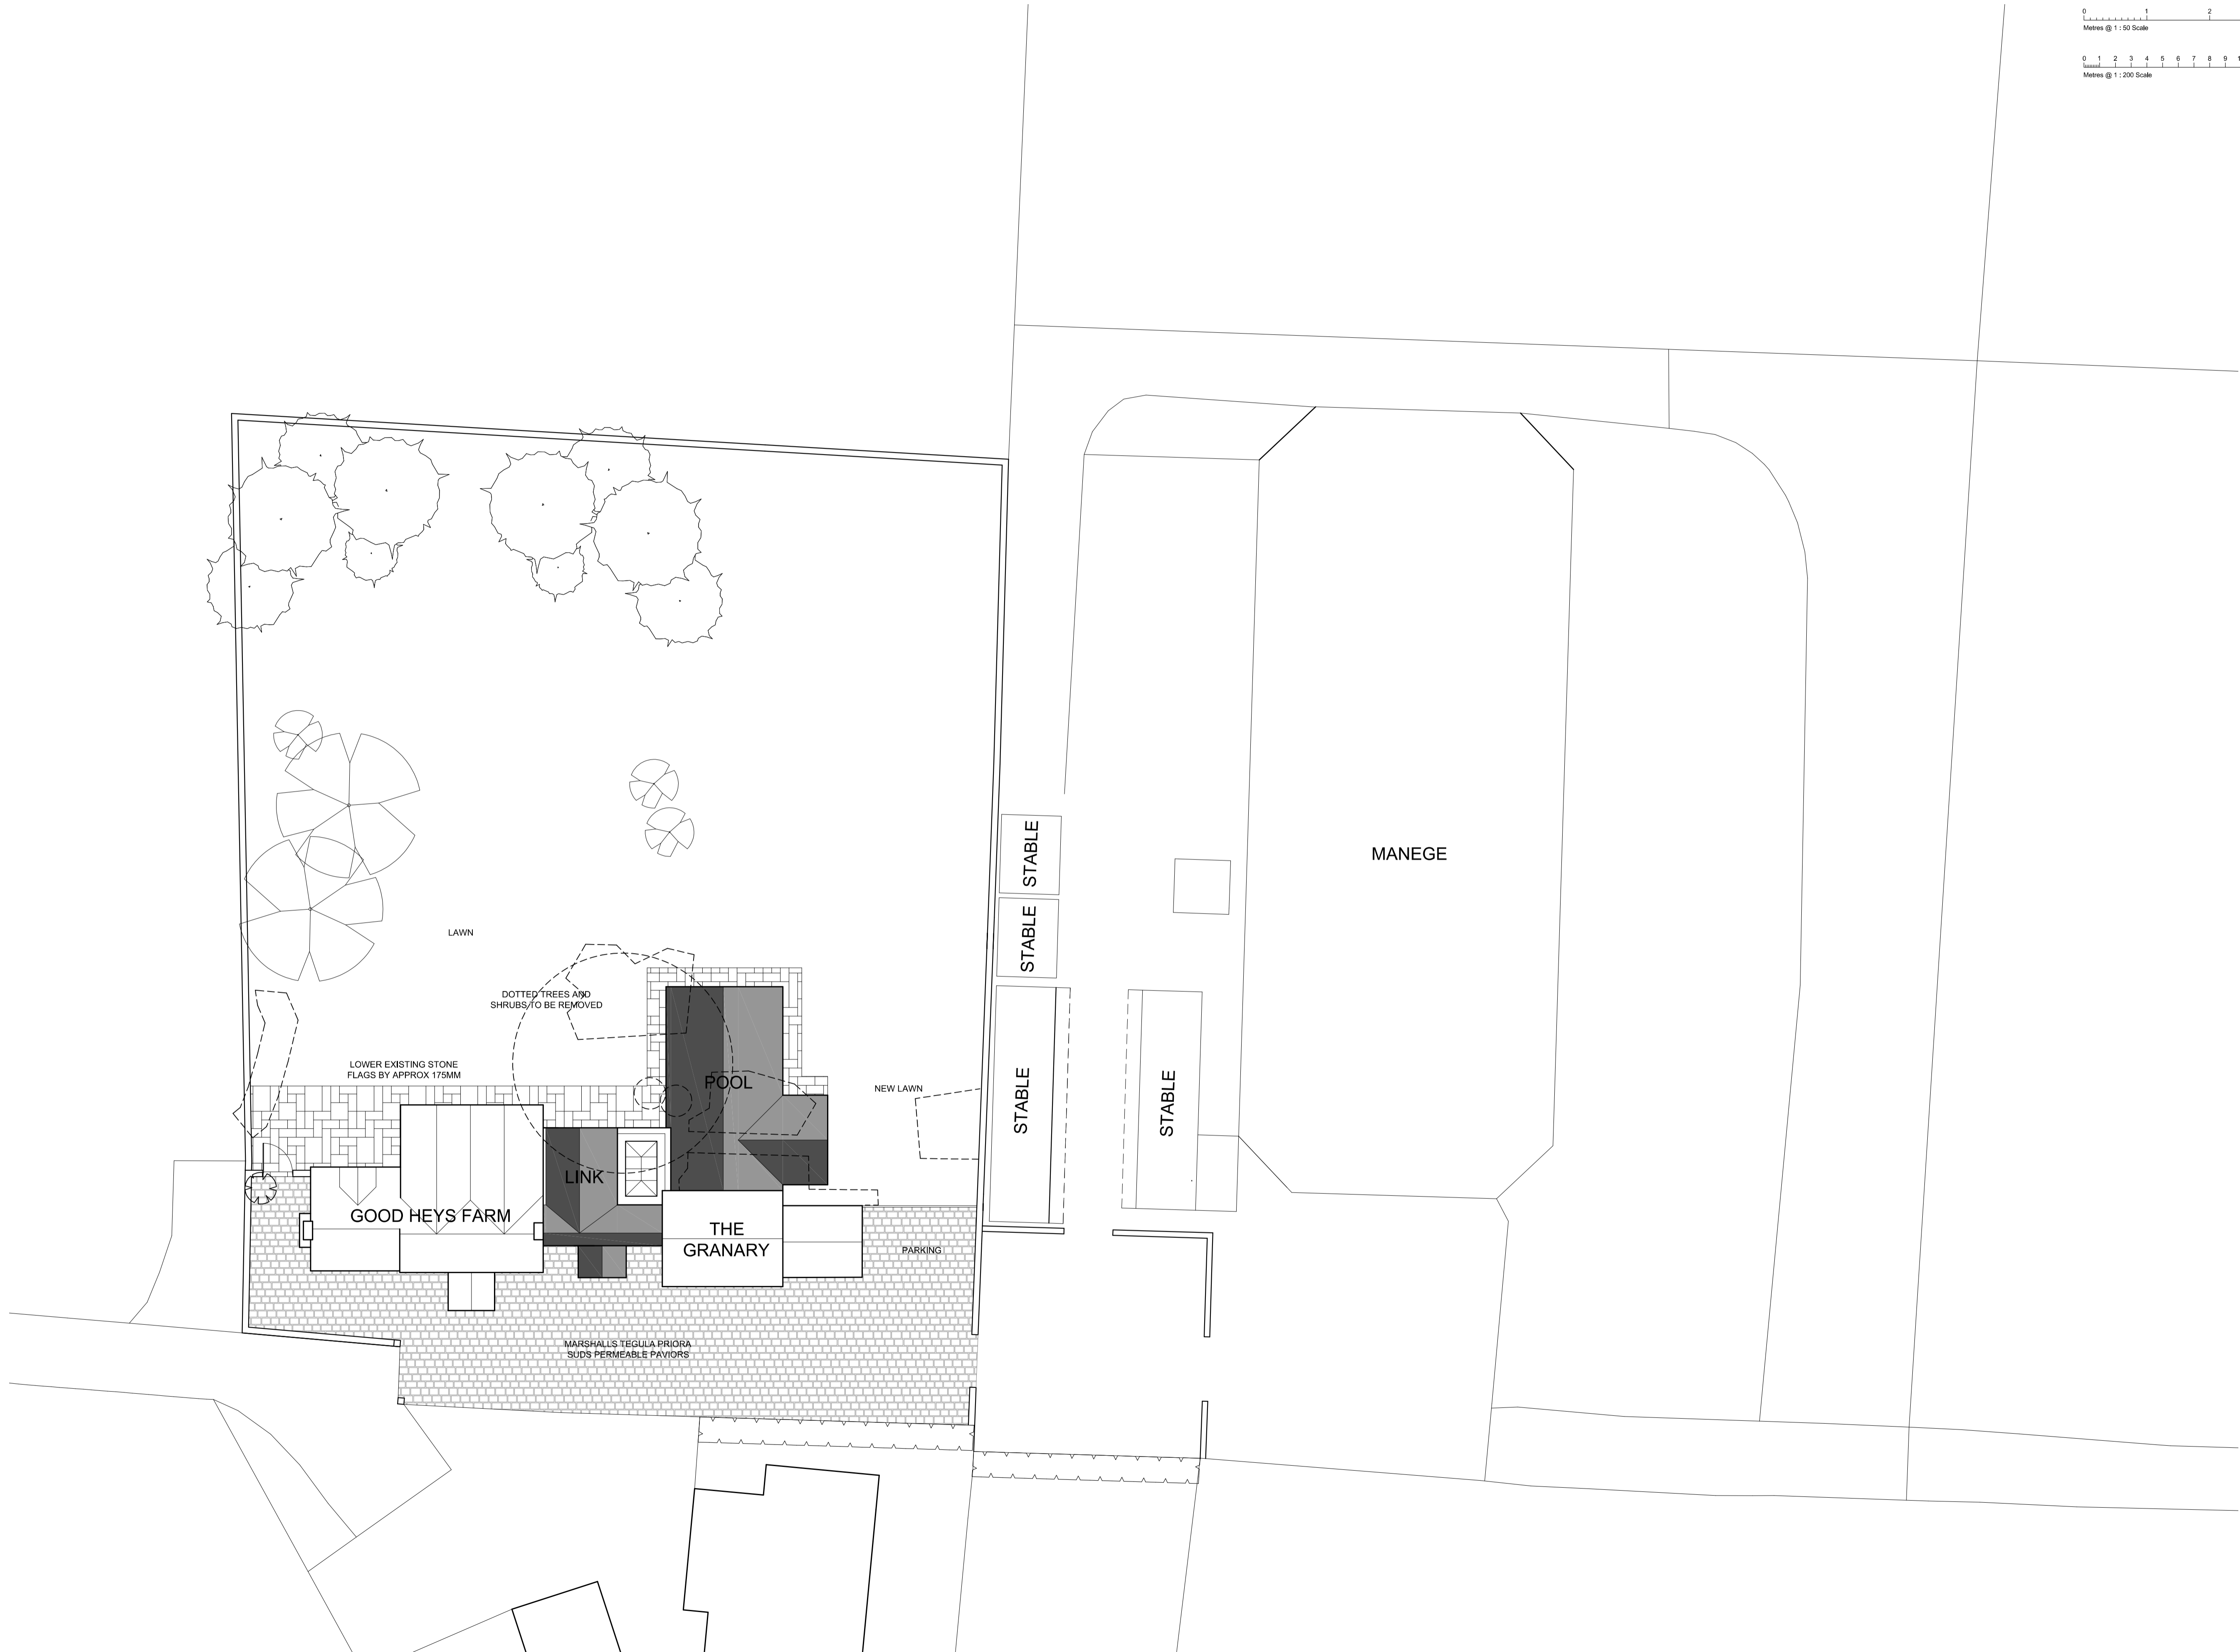 0 1 2
Metres @ 1 : 50 Scale
0 1 2 3 4 5 6 7 8 9
Metres @ 1 : 200 Scale
STABLE
MANEGE
STABLE
LAWN
DOTTED TREES AND
SHRUBS TO BE REMOVED
LOWER EXISTING STONE
FLAGS BY APPROX 175MM
POOL
NEW LAWN
STABLE
STABLE
LINK
GOOD HEYS FARM
THE
GRANARY
PARKING
MARSHALLS TEGULA PRIORA
SUDS PERMEABLE PAVIORS